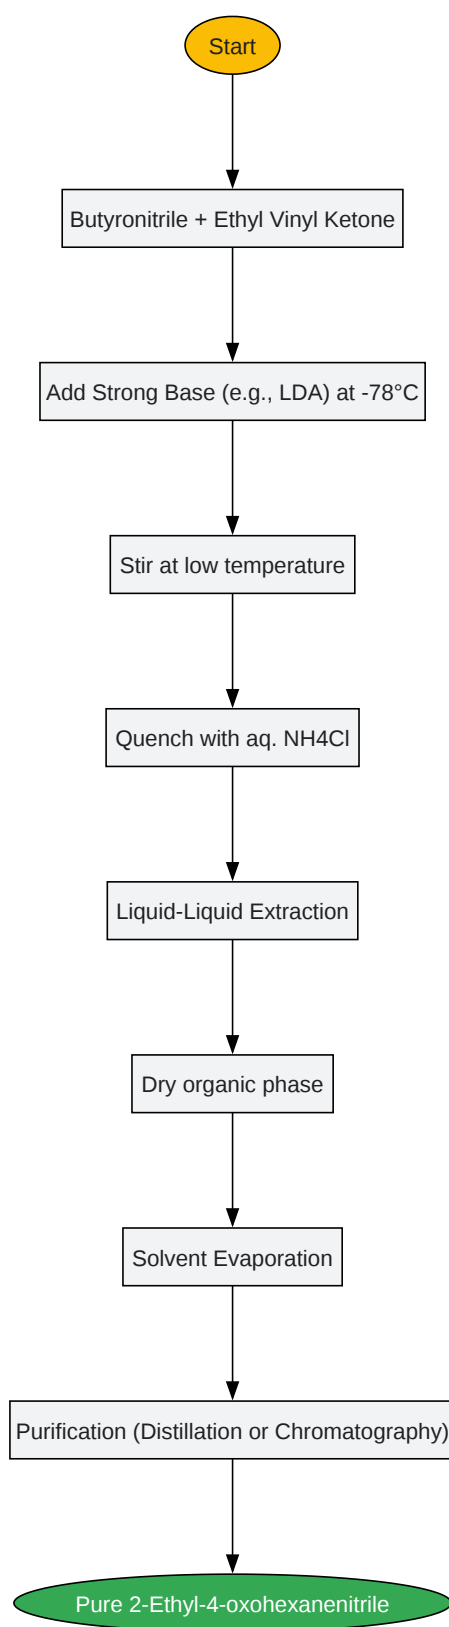 Start
Butyronitrile + Ethyl Vinyl Ketone
Add Strong Base (e.g., LDA) at -78°C
Stir at low temperature
Quench with aq. NH4Cl
Liquid-Liquid Extraction
Dry organic phase
Solvent Evaporation
Purification (Distillation or Chromatography)
Pure 2-Ethyl-4-oxohexanenitrile